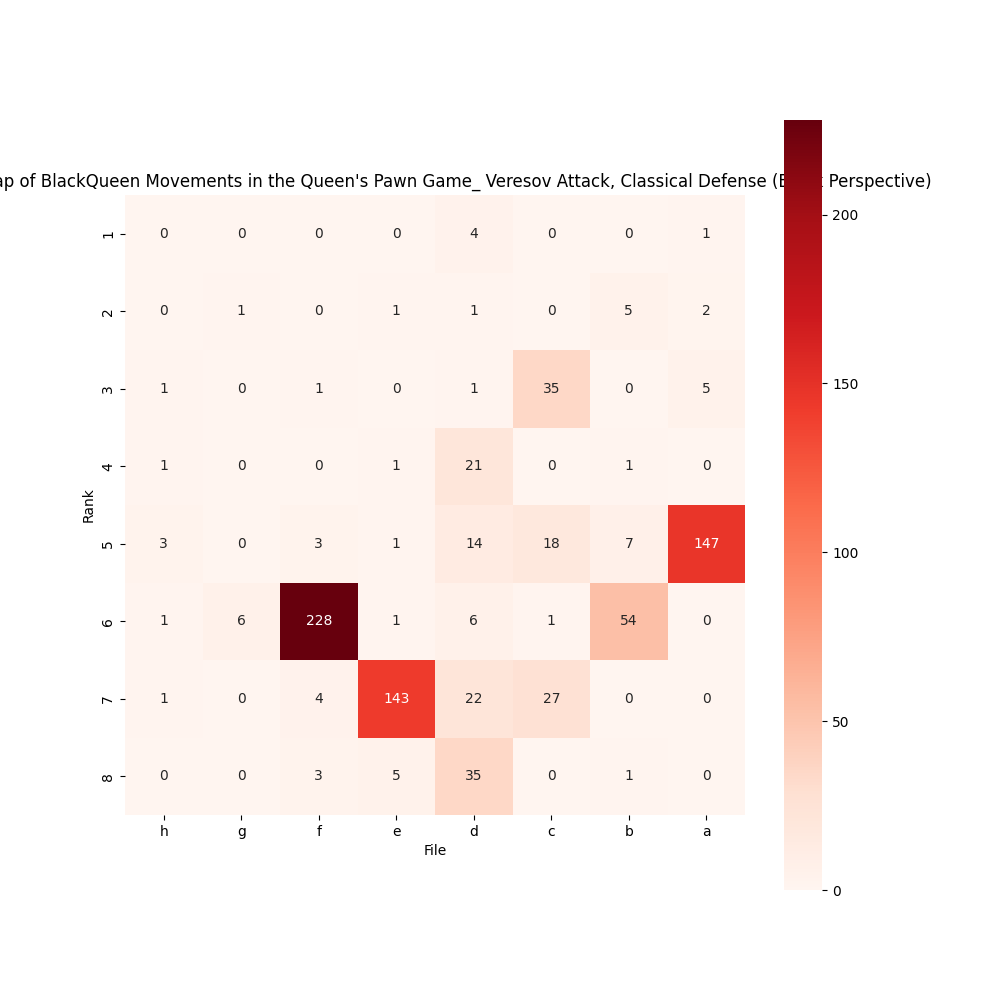 ap of BlackQueen Movements in the Queen's Pawn Game_ Veresov Attack, Classical Defense (B k Perspective)
1 0 0 0 0 4 0 0 1
2 0 1 0 1 1 0 5 2
3 1 0 1 0 1 35 0 5
4 1 0 0 1 21 0 1 0
5 3 0 3 1 14 18 7 147
6 1 6 228 1 6 1 54 0
7 1 0 4 143 22 27 0 0
8 0 0 3 5 35 0 1 0
h g f e d c b a
File
Rank
200
150
100
50
0